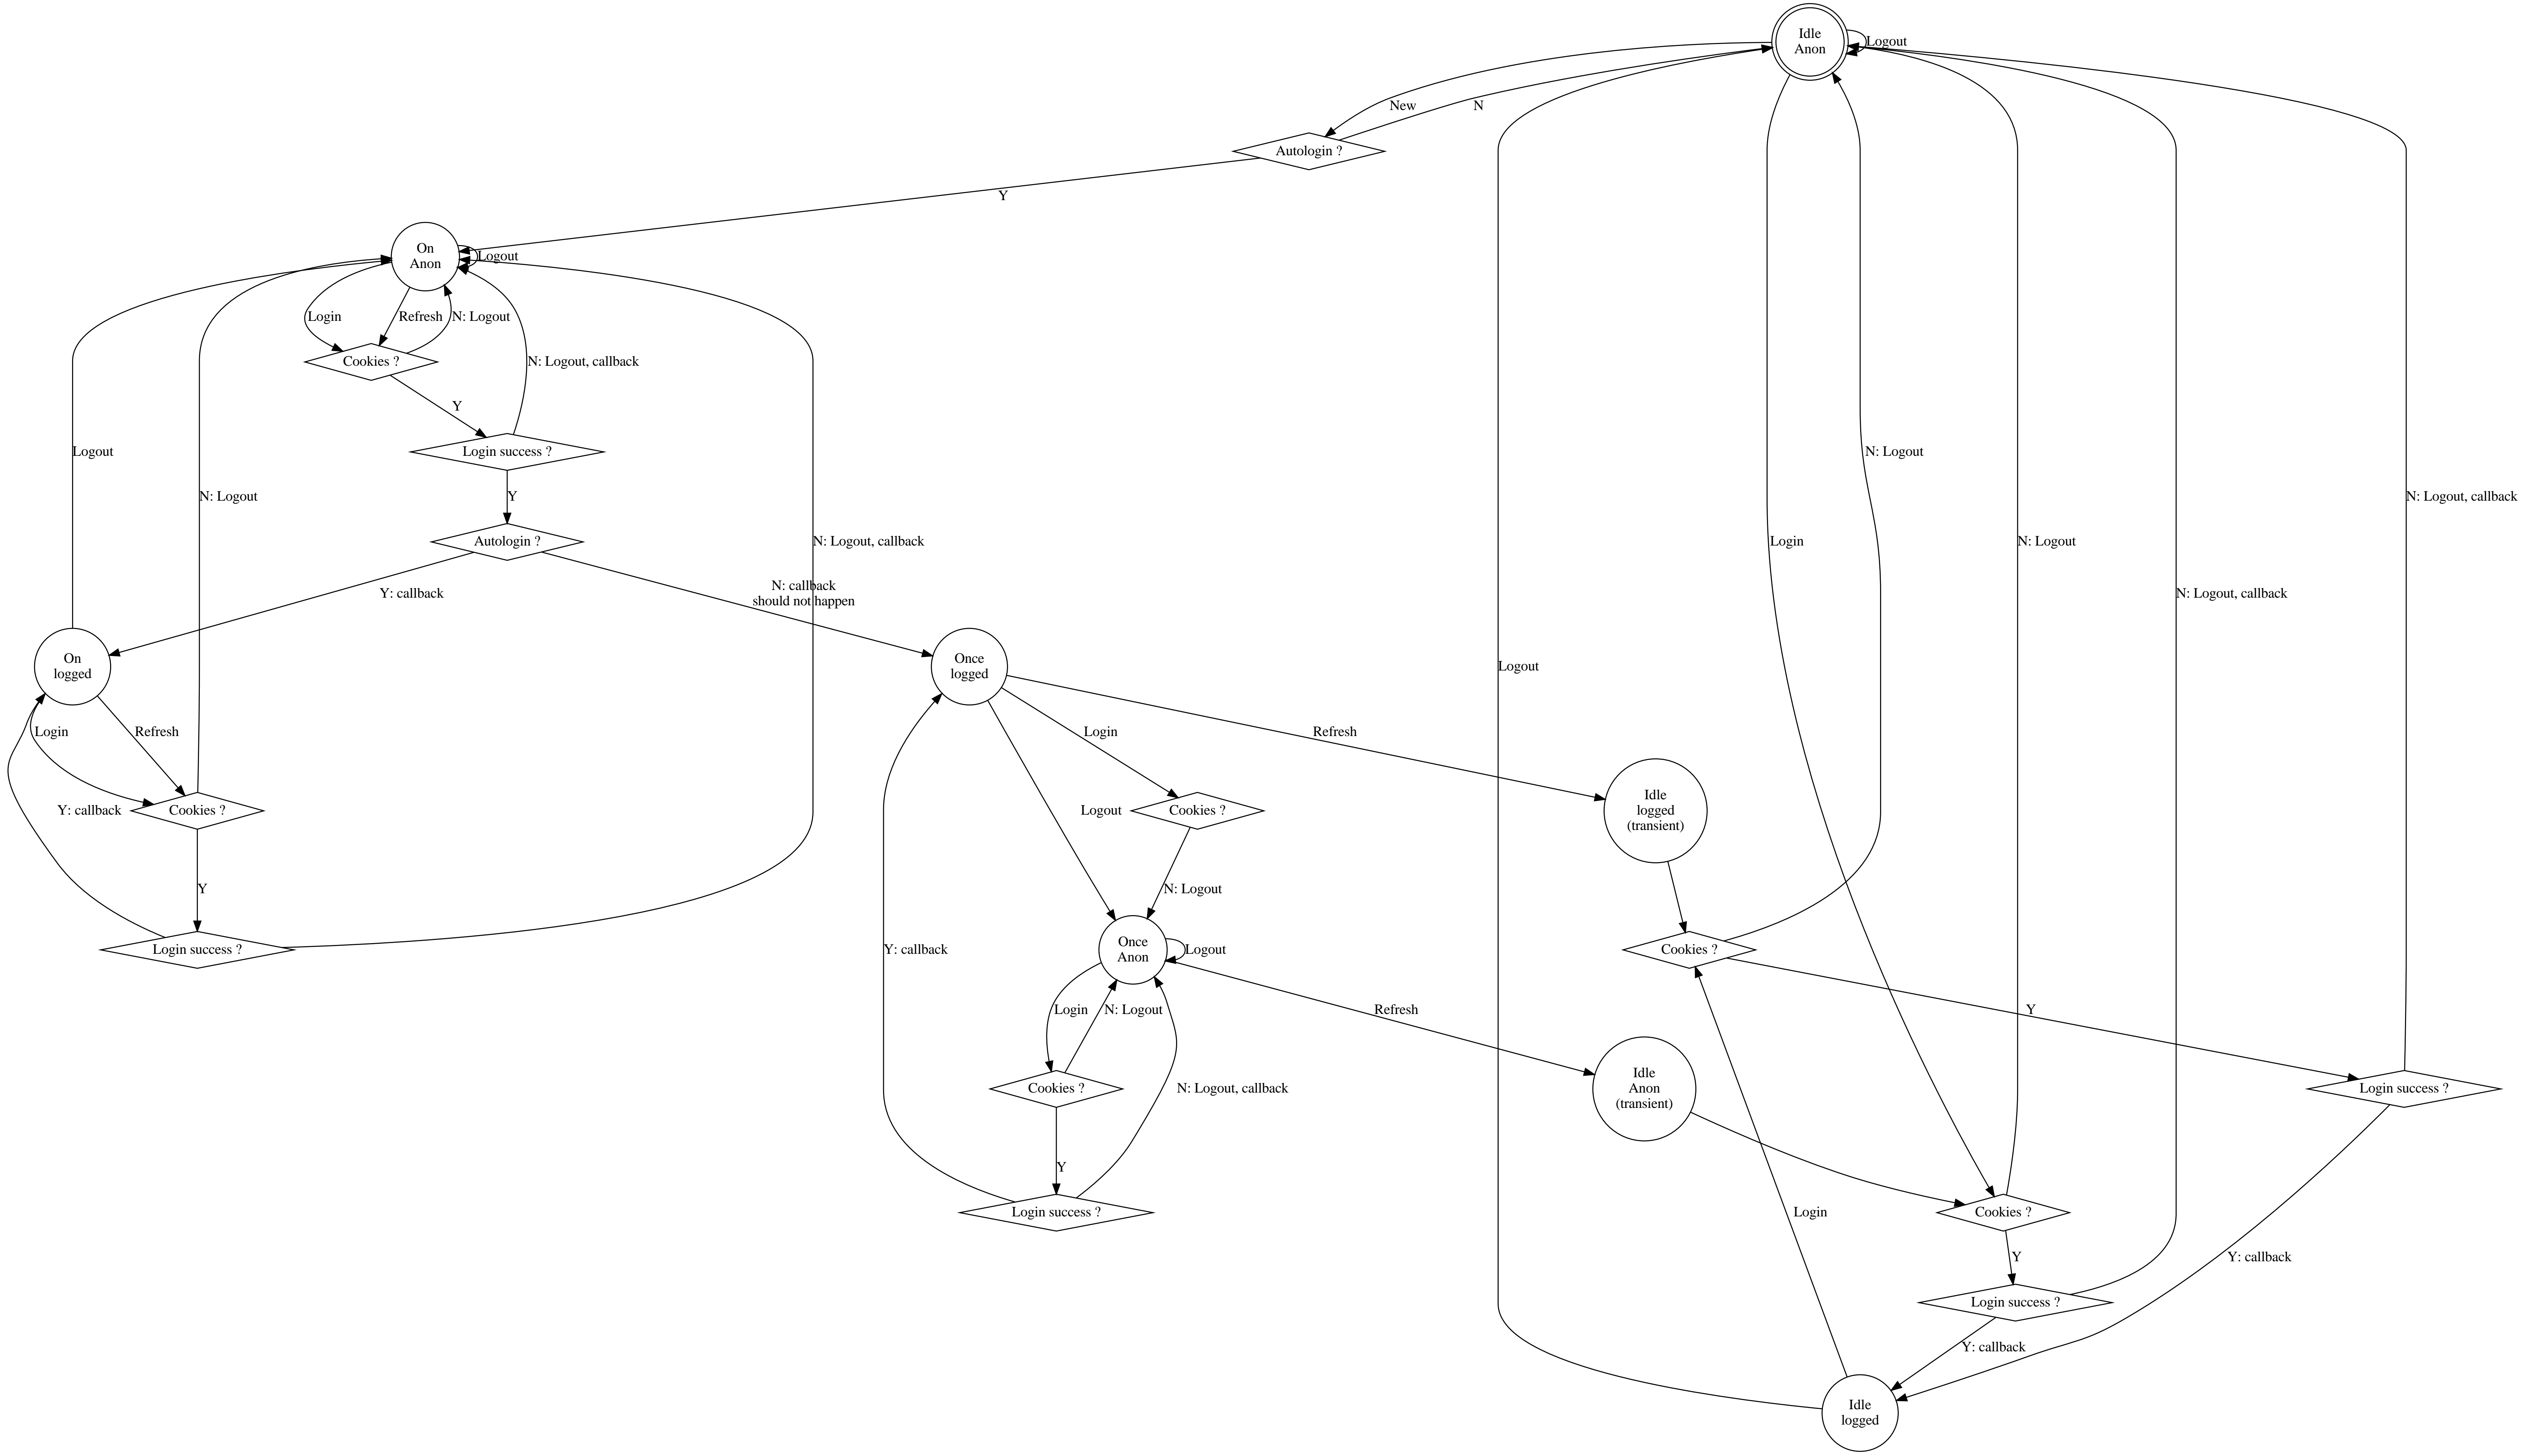 Idle
Anon
Logout
New
N
Autologin ?
Y
On
Anon
Logout
Login
Refresh
N: Logout
Cookies ?
N: Logout, callback
Y
Logout
Login success ?
N: Logout
N: Logout
Y
N: Logout, callback
Autologin ?
N: Logout, callback
Login
N: Logout
Y: callback
N: callback
should not happen
N: Logout, callback
On
logged
Once
logged
Logout
Login
Refresh
Login
Refresh
Y: callback
Cookies ?
Logout
Cookies ?
Idle
logged
(transient)
Y
N: Logout
Login success ?
Y: callback
Once
Anon
Logout
Cookies ?
Login
N: Logout
Refresh
Y
Cookies ?
N: Logout, callback
Idle
Anon
(transient)
Login success ?
Y
Login success ?
Login
Cookies ?
Y
Y: callback
Login success ?
Y: callback
Idle
logged